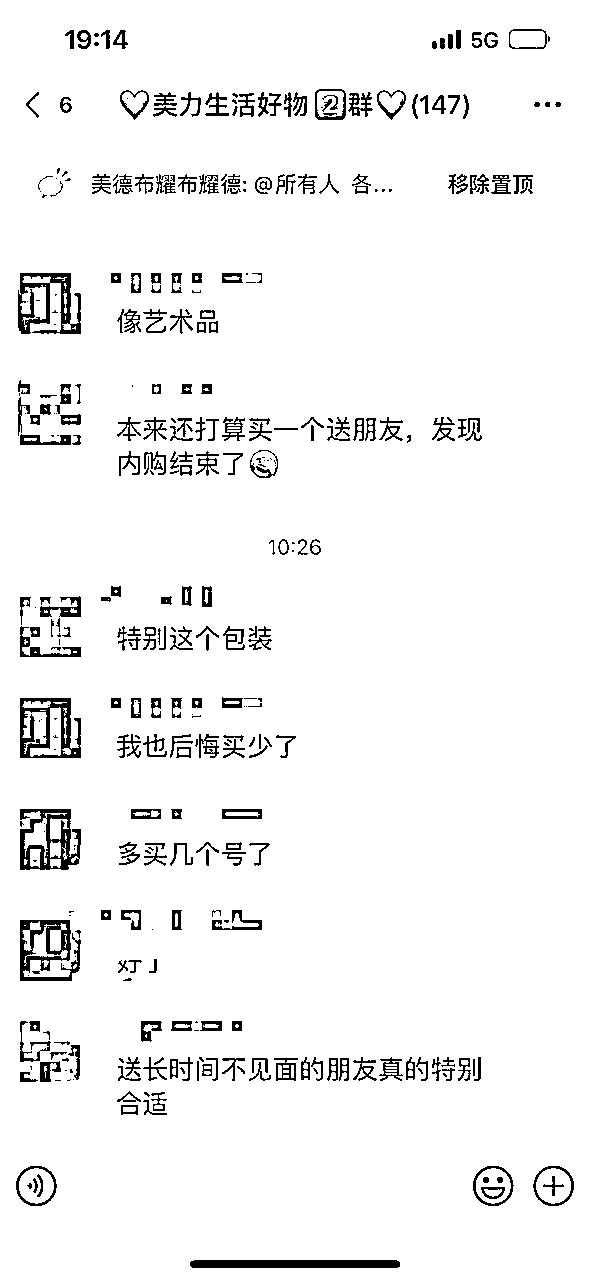 19:14
5G
6
♡美力生活好物2群♡(147)
美德布耀布耀德: @所有人 各...
移除置顶
像艺术品
本来还打算买一个送朋友，发现
内购结束了
10:26
特别这个包装
我也后悔买少了
多买几个号了
送长时间不见面的朋友真的特别
合适